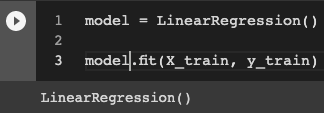 1 model = LinearRegression()
2
3 model.fit(X_train, y_train)
LinearRegression()